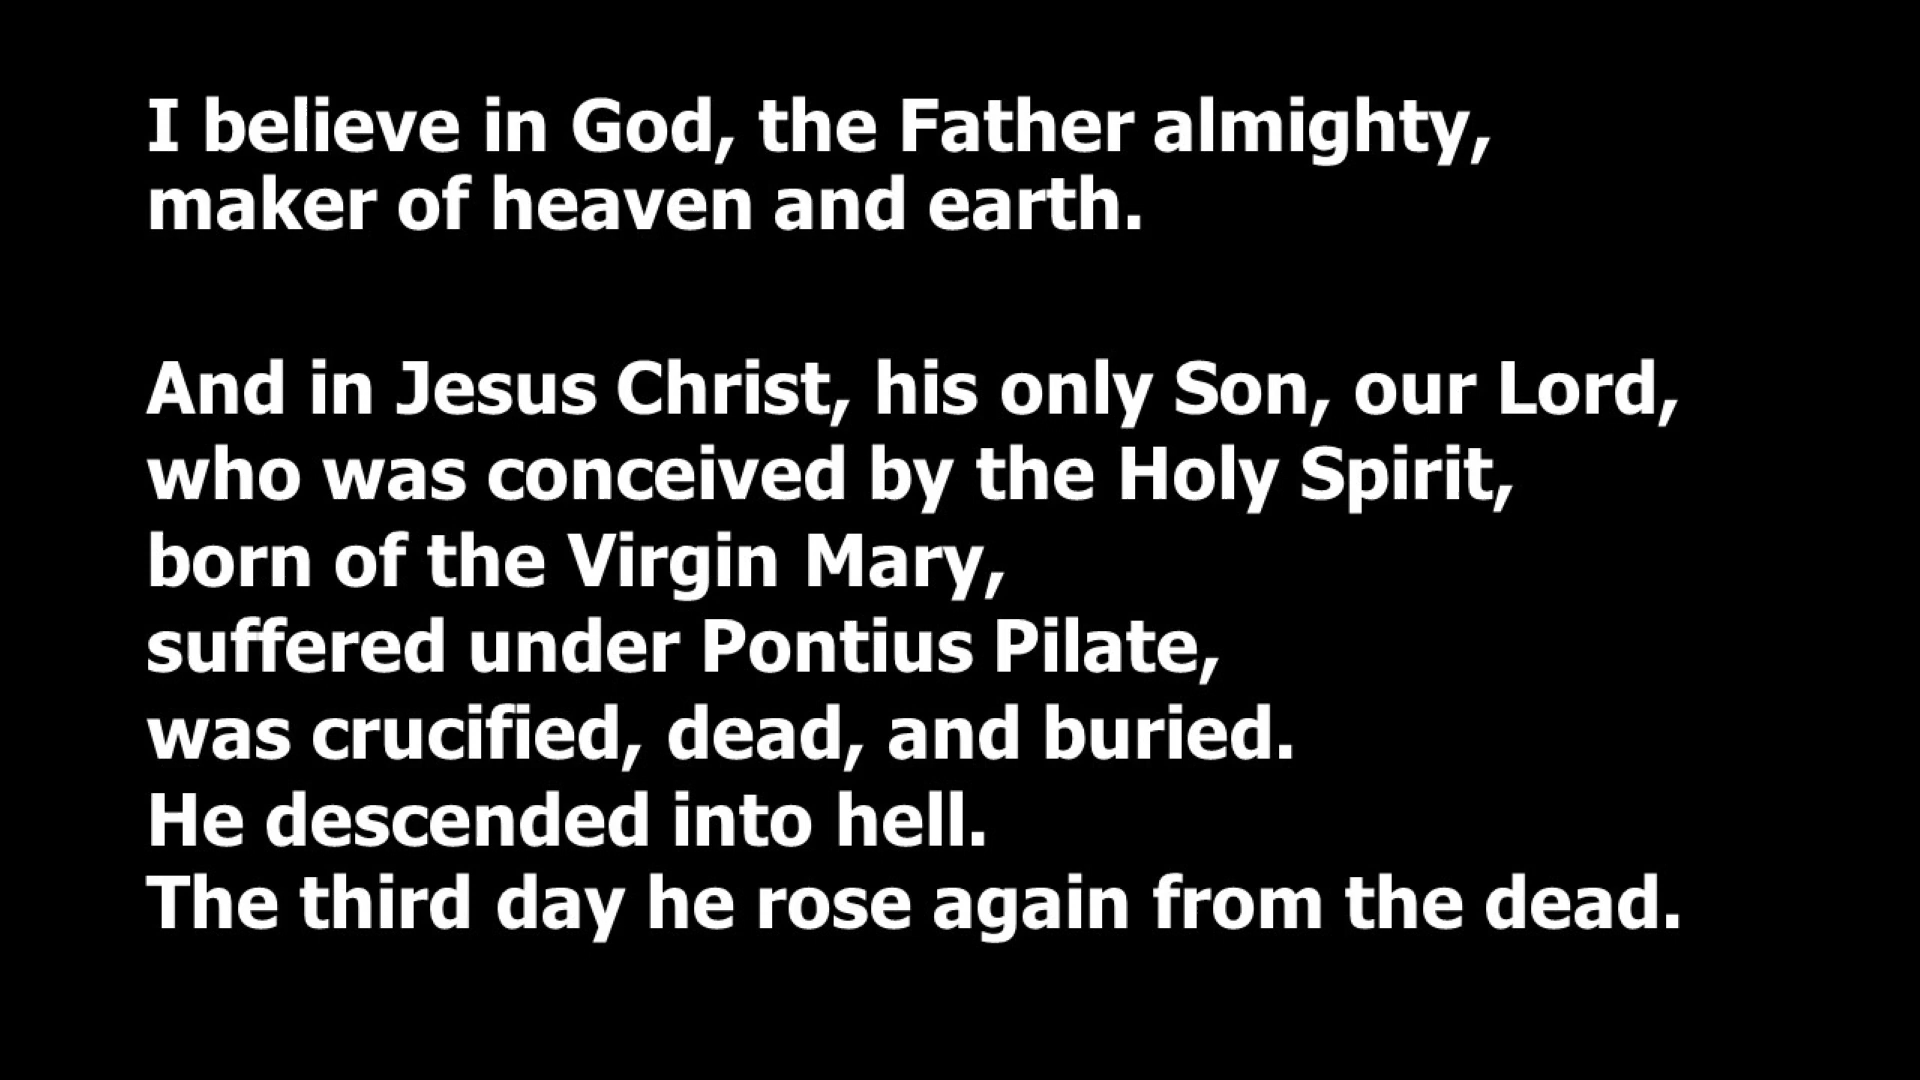 I believe in God, the Father almighty,
maker of heaven and earth.
And in Jesus Christ, his only Son, our Lord,
who was conceived by the Holy Spirit,
born of the Virgin Mary,
suffered under Pontius Pilate,
was crucified, dead, and buried.
He descended into hell.
The third day he rose again from the dead.